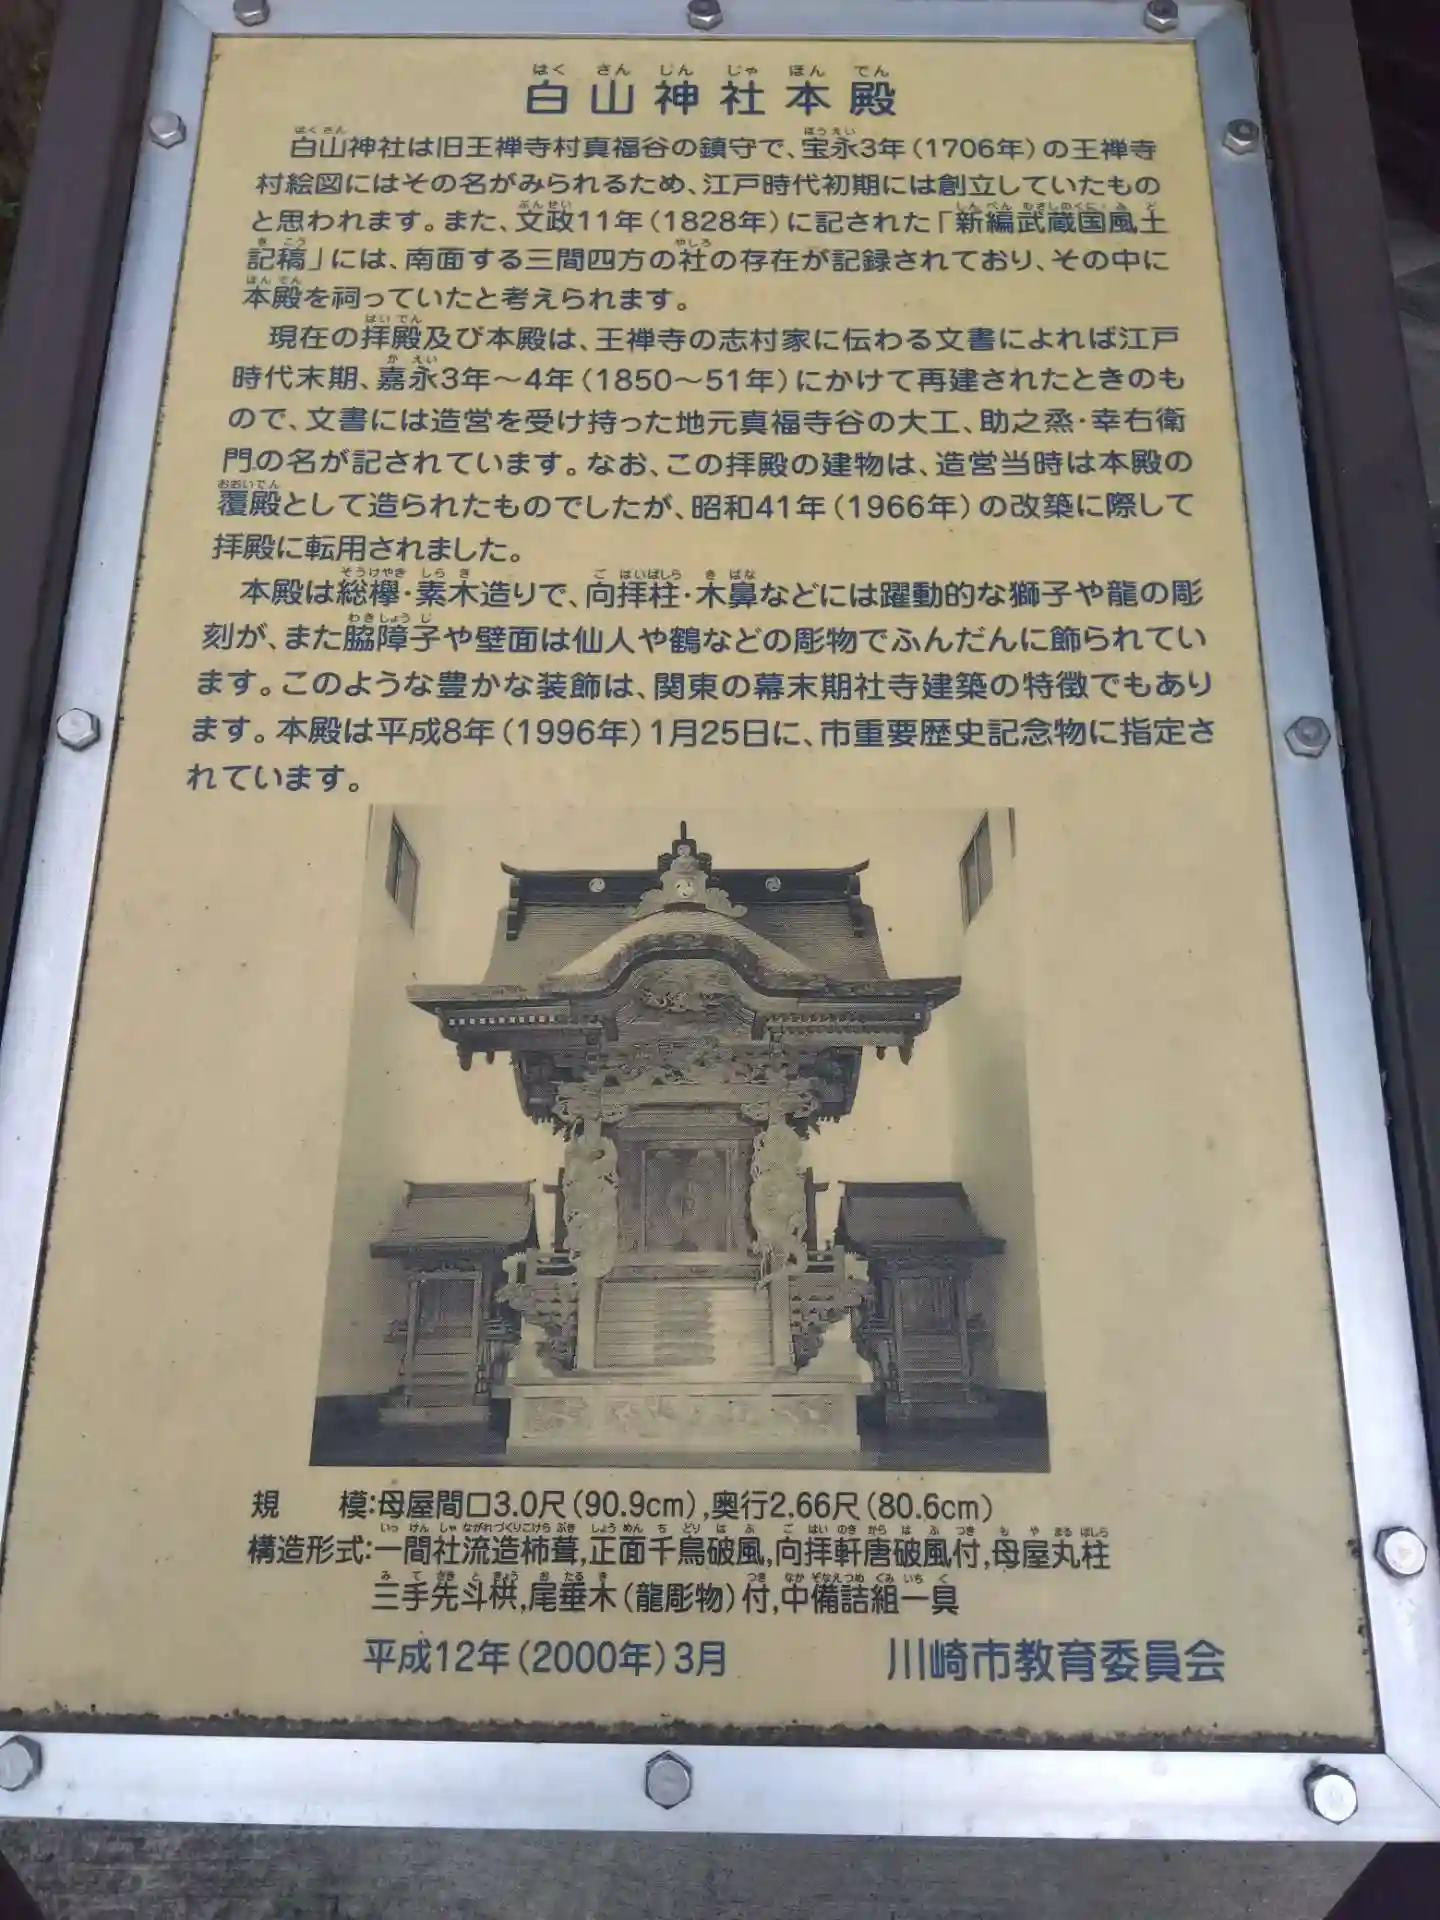 はくさんじんじゃほんでん
白山神社本殿
白山神社は旧王禅寺村真福谷の鎮守で、宝永3年(1706年)の王禅寺
村絵図にはその名がみられるため、江戸時代初期には創立していたもの
と思われます。また、文政11年(1828年)に記された「新編武蔵国風土
記稿」には、南面する三間四方の社の存在が記録されており、その中に
本殿を祠っていたと考えられます。
現在の拝殿及び本殿は、王禅寺の志村家に伝わる文書によれば江戸
時代末期、嘉永3年～4年(1850～51年)にかけて再建されたときのも
ので、文書には造営を受け持った地元真福寺谷の大工、助之烝・幸右衛
門の名が記されています。なお、この拝殿の建物は、造営当時は本殿の
覆殿として造られたものでしたが、昭和41年(1966年)の改築に際して
拝殿に転用されました。
本殿は総欅・素木造りで、向拝柱・木鼻などには躍動的な獅子や龍の彫
刻が、また脇障子や壁面は仙人や鶴などの彫物でふんだんに飾られてい
ます。このような豊かな装飾は、関東の幕末期社寺建築の特徴でもあり
ます。本殿は平成8年(1996年)1月25日に、市重要歴史記念物に指定さ
れています。
規　模:母屋間口3.0尺(90.9cm),奥行2.66尺(80.6cm)
構造形式:一間社流造柿葺,正面千鳥破風,向拝軒唐破風付,母屋丸柱
三手先斗栱,尾垂木(龍彫物)付,中備詰組一具
平成12年(2000年)3月　川崎市教育委員会